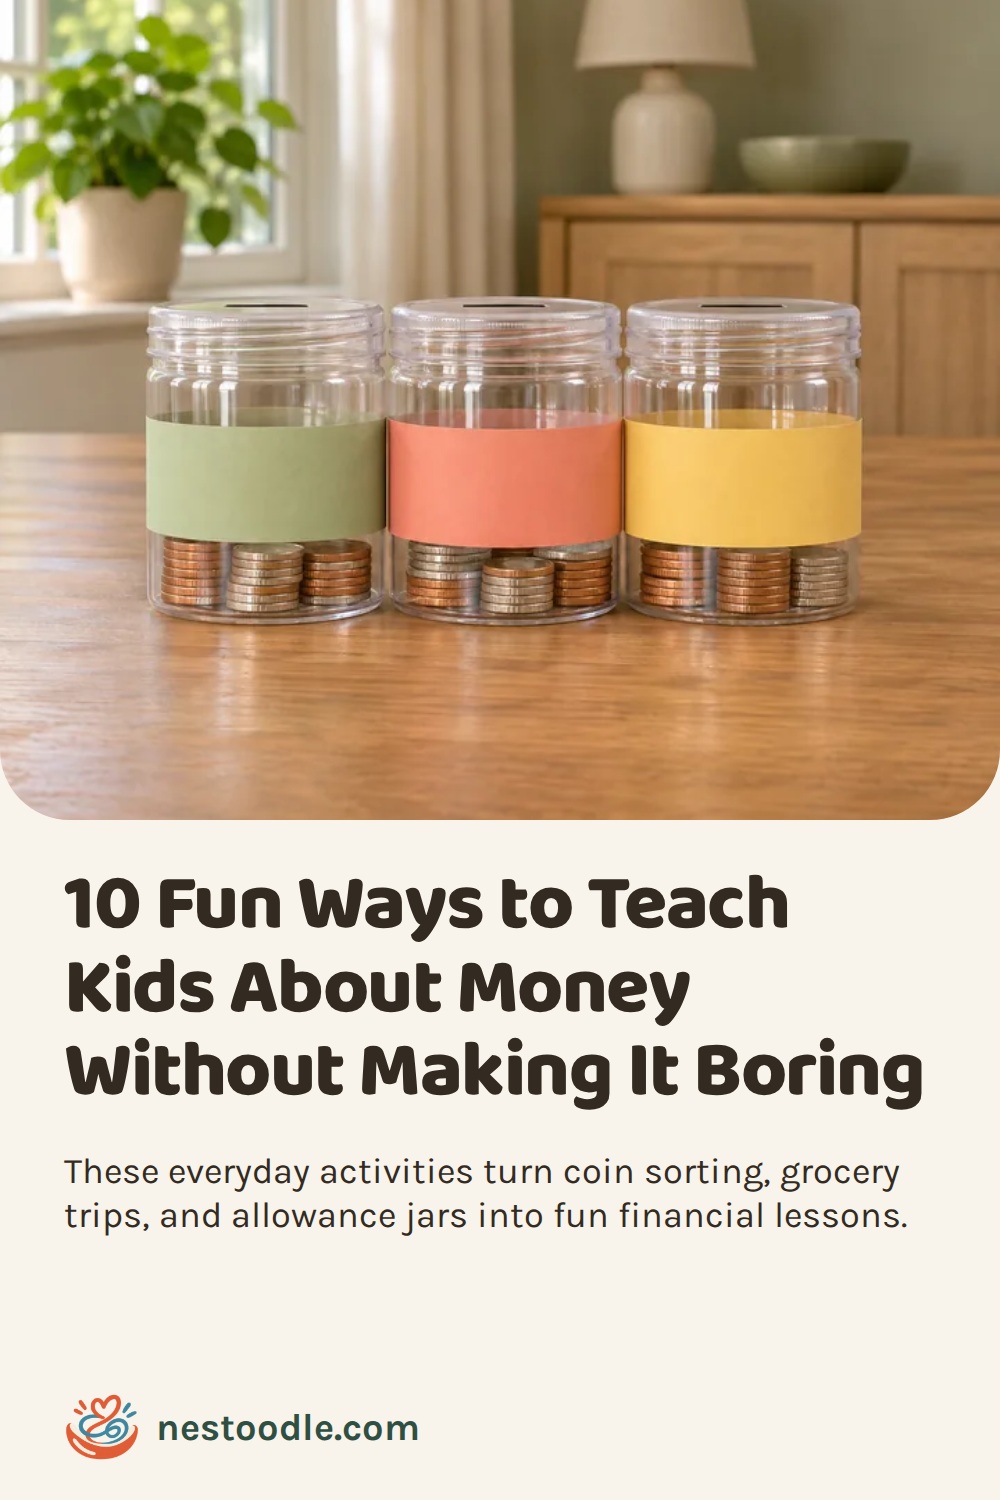 10 Fun Ways to Teach
Kids About Money
Without Making It Boring
These everyday activities turn coin sorting, grocery
trips, and allowance jars into fun financial lessons.
nestoodle.com